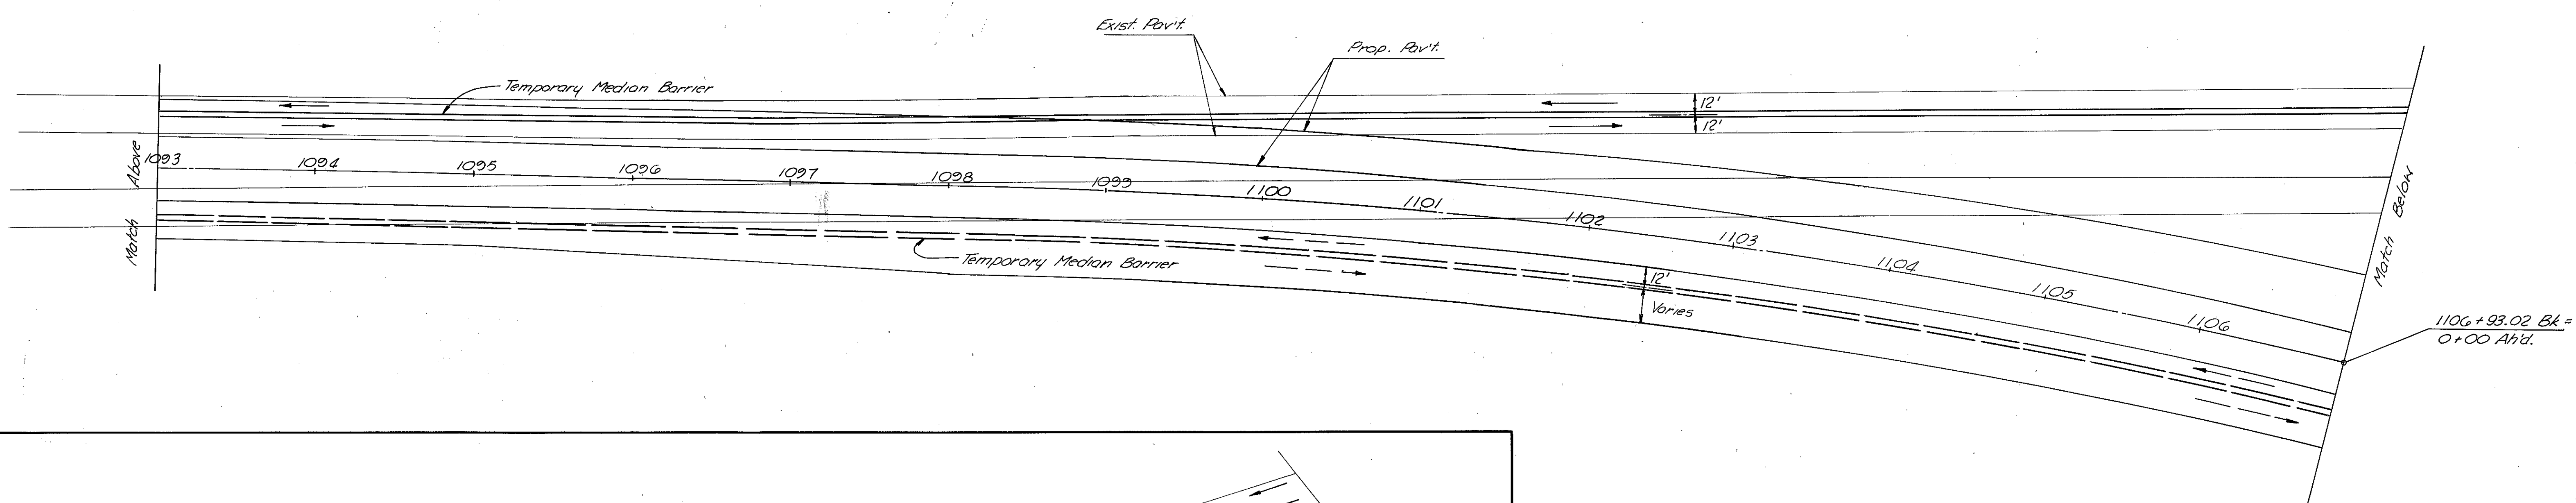 Exist. Pav't.
Prop. Pav't.
Temporary Median Barrier
12'
12'
Match Above
1093
1094
1095
1096
1097
1098
1099
1100
1101
1102
1103
1104
1105
1106
Match Below
Temporary Median Barrier
12'
Varies
1106+93.02 Bk =
0+00 Ah'd.